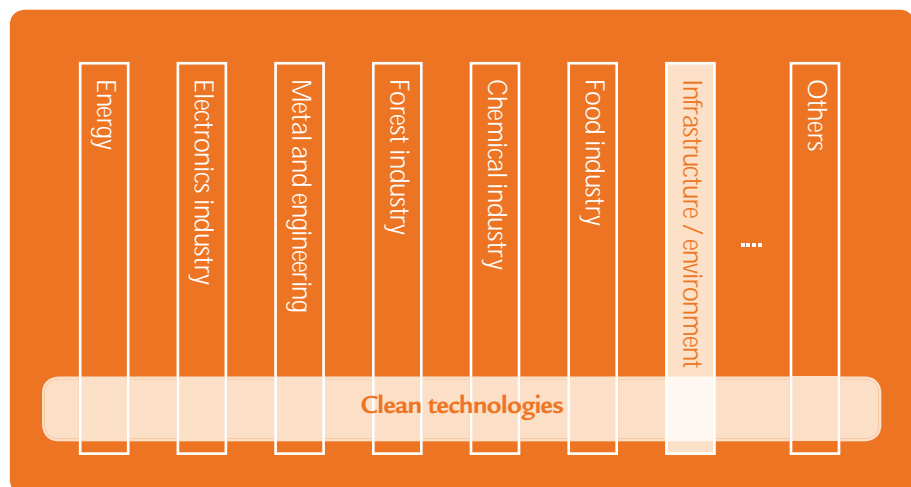 Energy
Electronics industry
Metal and engineering
Forest industry
Chemical industry
Food industry
Infrastructure / environment
....
Others
Clean technologies